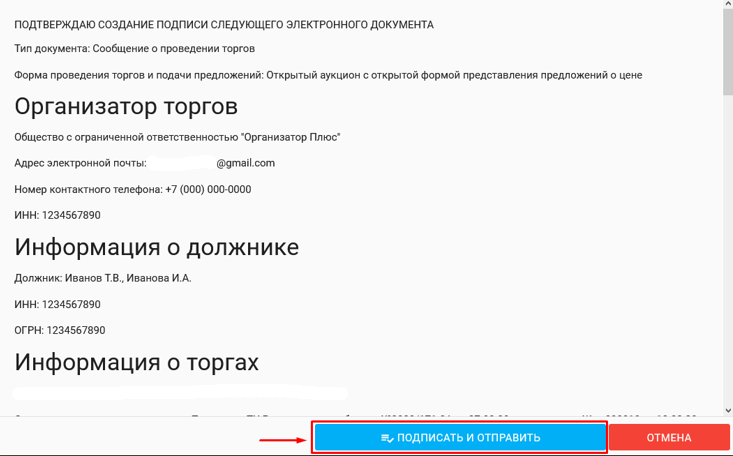 ПОДТВЕРЖДАЮ СОЗДАНИЕ ПОДПИСИ СЛЕДУЮЩЕГО ЭЛЕКТРОННОГО ДОКУМЕНТА
Тип документа: Сообщение о проведении торгов
Форма проведения торгов и подачи предложений: Открытый аукцион с открытой формой представления предложений о цене
Организатор торгов
Общество с ограниченной ответственностью "Организатор Плюс"
Адрес электронной почты: @gmail.com
Номер контактного телефона: +7 (000) 000-0000
ИНН: 1234567890
Информация о должнике
Должник: Иванов Т.В., Иванова И.А.
ИНН: 1234567890
ОГРН: 1234567890
Информация о торгах
ПОДПИСАТЬ И ОТПРАВИТЬ
ОТМЕНА